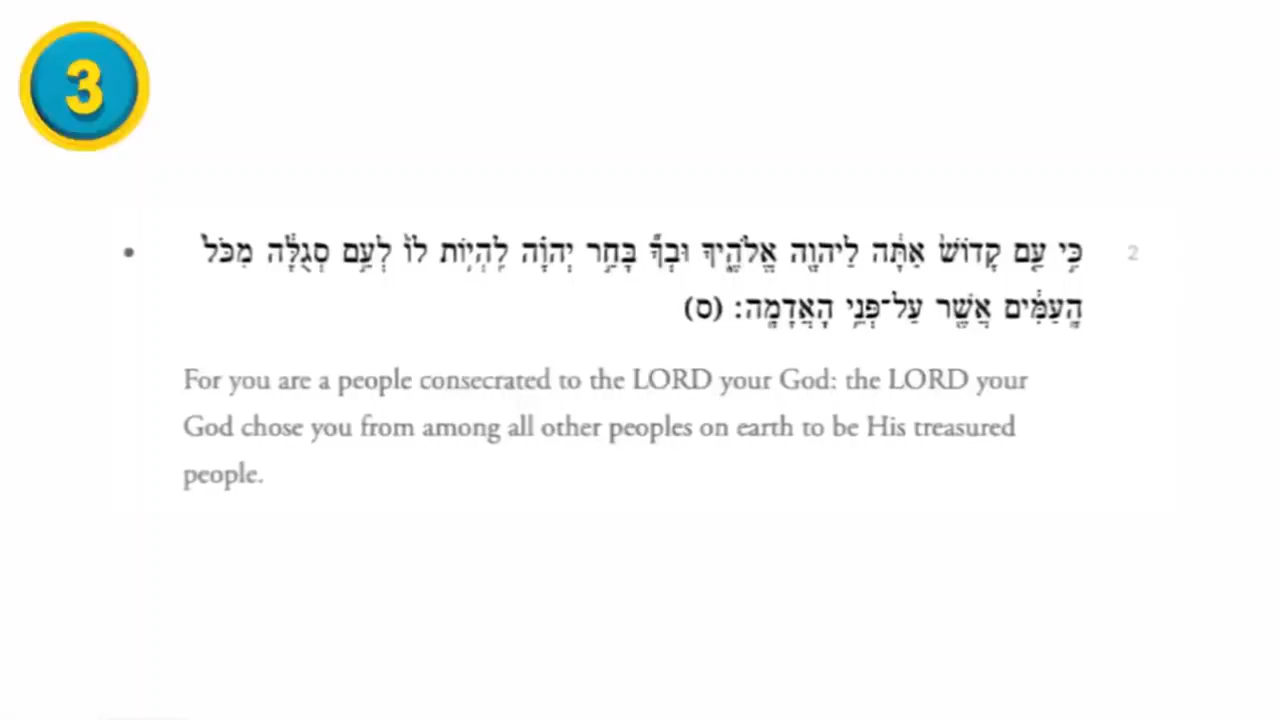 3
כִּ֣י עַ֤ם קָדוֹשׁ֙ אַתָּ֔ה לַיהוָ֖ה אֱלֹהֶ֑יךָ וּבְךָ֞ בָּחַ֣ר יְהוָ֗ה לִֽהְי֥וֹת לוֹ֙ לְעַ֣ם סְגֻלָּ֔ה מִכֹּל֙ 2
הָֽעַמִּ֔ים אֲשֶׁ֖ר עַל־פְּנֵ֥י הָאֲדָמָֽה׃ (ס)
For you are a people consecrated to the LORD your God: the LORD your
God chose you from among all other peoples on earth to be His treasured
people.